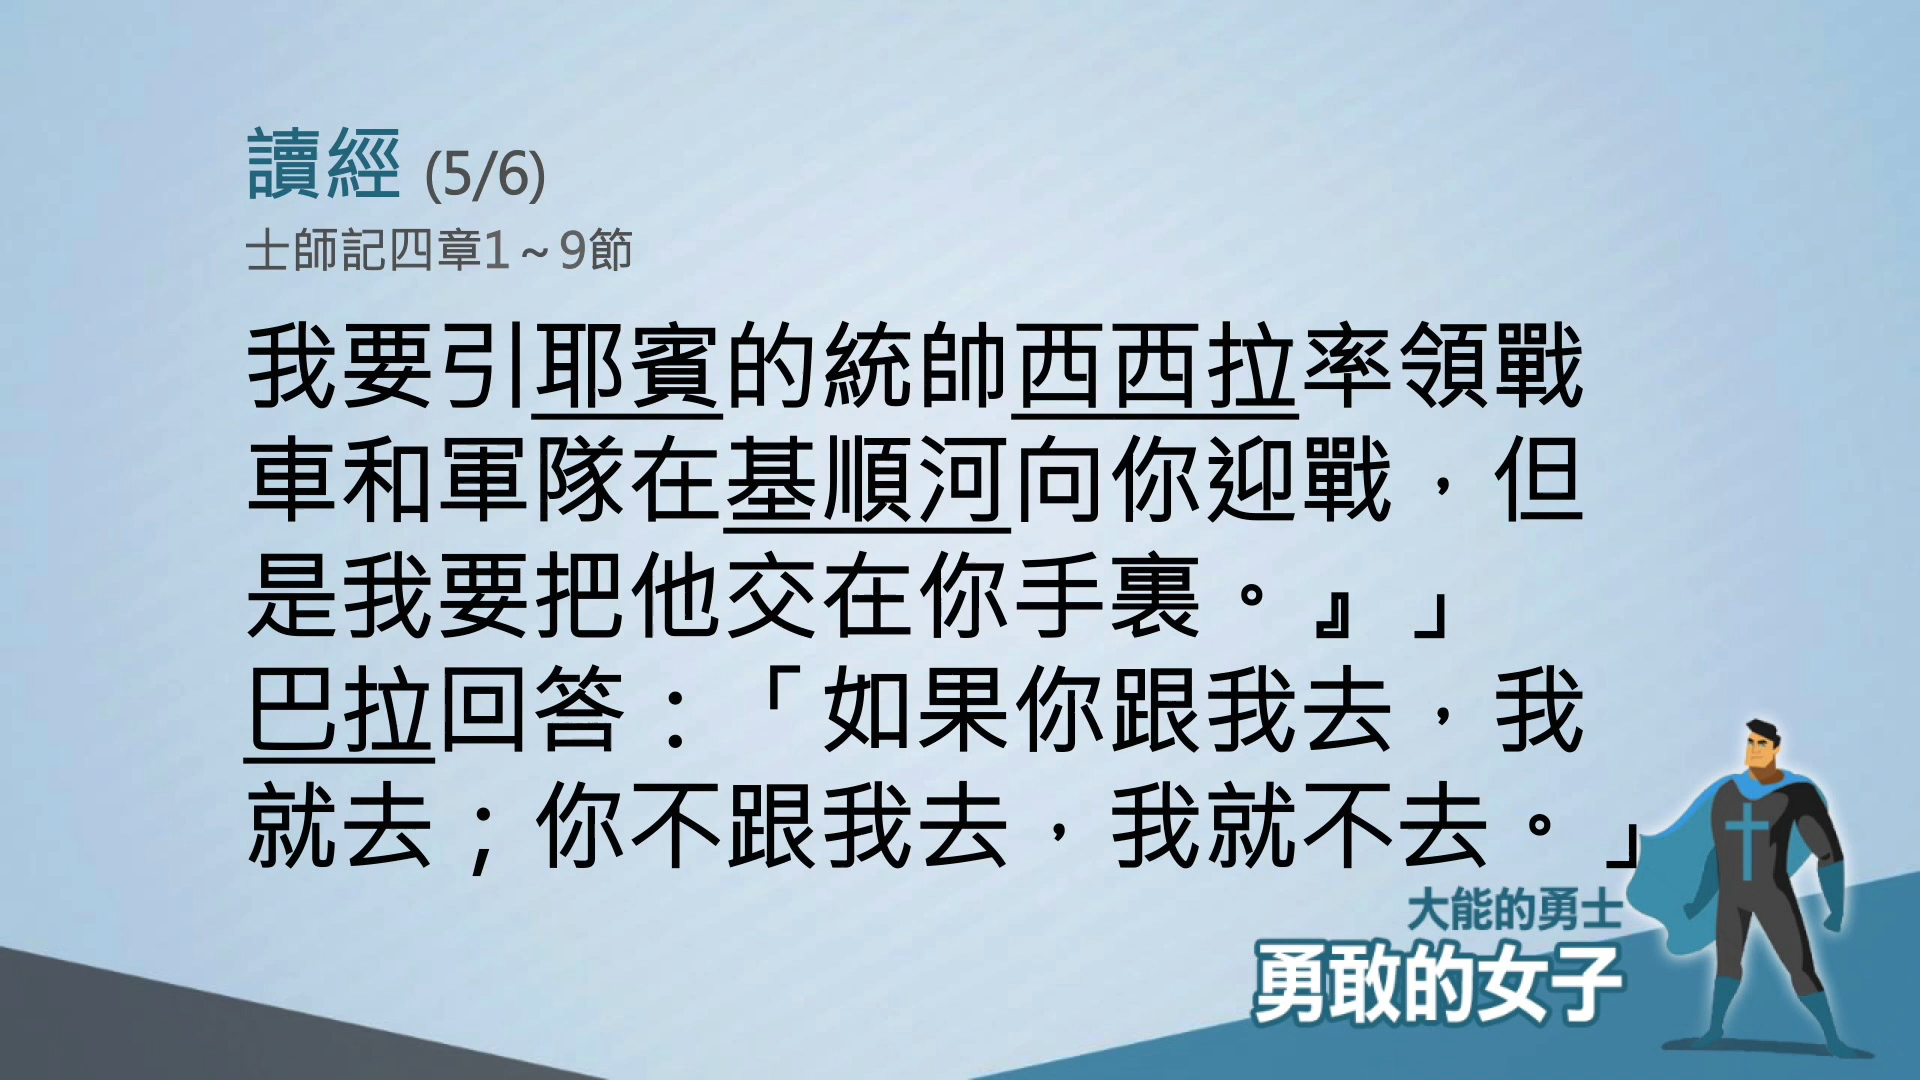 讀經 (5/6)
士師記四章1～9節
我要引耶賓的統帥西西拉率領戰
車和軍隊在基順河向你迎戰，但
是我要把他交在你手裏。』」
巴拉回答：「如果你跟我去，我
就去；你不跟我去，我就不去。」
大能的勇士
勇敢的女子